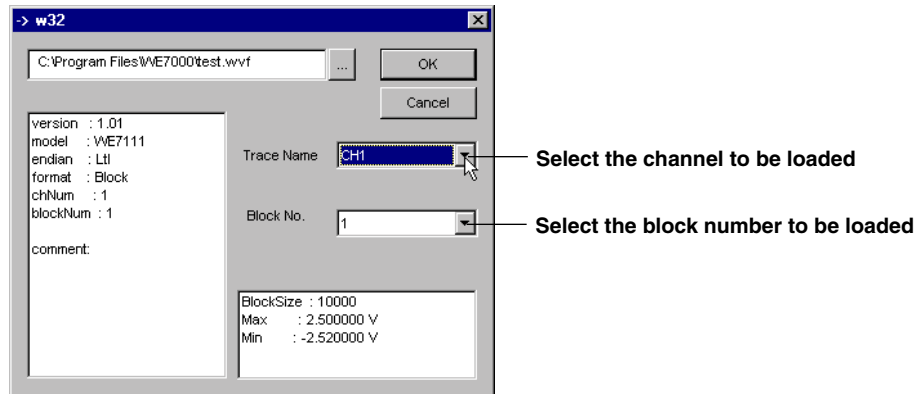 -> w32
C:\Program Files\WE7000\test.wvf
...
OK
Cancel
version : 1.01
model : WE7111
endian : Ltl
format : Block
chNum : 1
blockNum : 1
comment:
Trace Name
CH1
Select the channel to be loaded
Block No.
1
Select the block number to be loaded
BlockSize : 10000
Max : 2.500000 V
Min : -2.520000 V